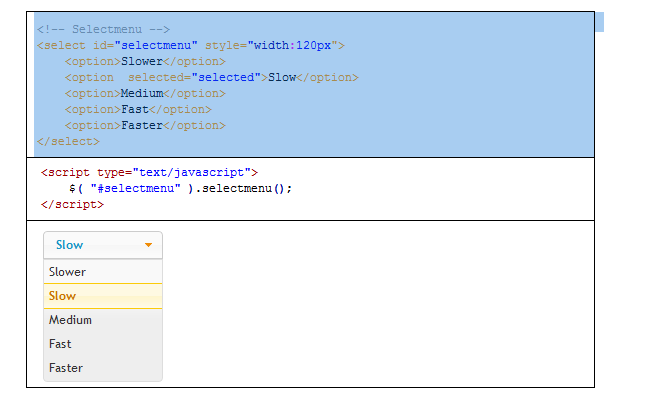 <!-- Selectmenu -->
<select id="selectmenu" style="width:120px">
    <option>Slower</option>
    <option  selected="selected">Slow</option>
    <option>Medium</option>
    <option>Fast</option>
    <option>Faster</option>
</select>
<script type="text/javascript">
    $( "#selectmenu" ).selectmenu();
</script>
Slow
Slower
Slow
Medium
Fast
Faster